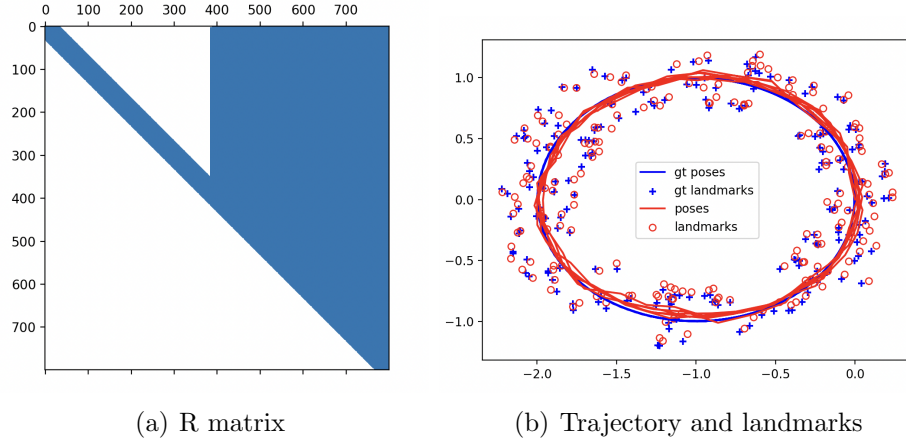 0 100 200 300 400 500 600 700
0
100
200
300
400
500
600
700
1.0
0.5
0.0
−0.5
−1.0
gt poses
gt landmarks
poses
landmarks
−2.0 −1.5 −1.0 −0.5 0.0
(a) R matrix
(b) Trajectory and landmarks